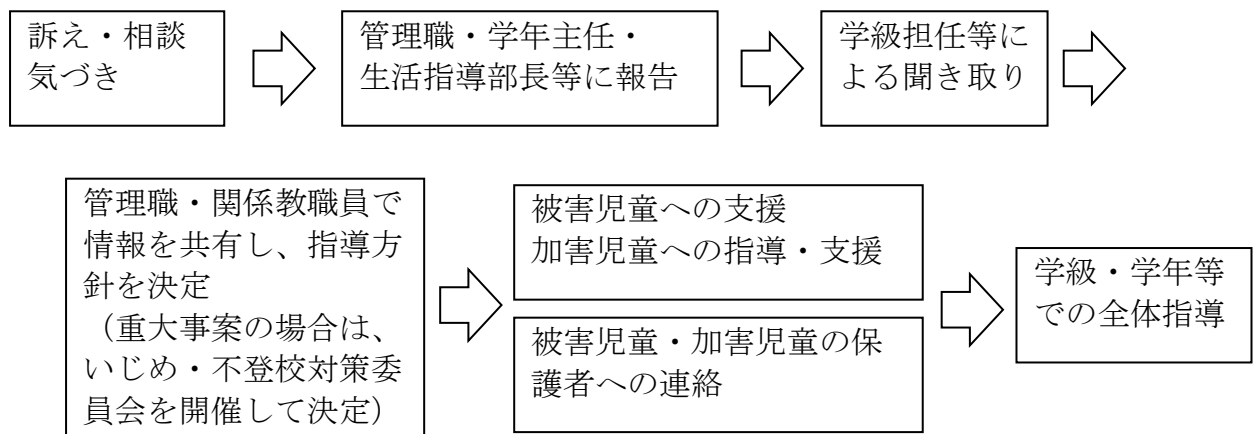 訴え・相談
気づき
管理職・学年主任・
生活指導部長等に報告
学級担任等に
よる聞き取り
管理職・関係教職員で
情報を共有し、指導方
針を決定
（重大事案の場合は、
いじめ・不登校対策委
員会を開催して決定）
被害児童への支援
加害児童への指導・支援
被害児童・加害児童の保
護者への連絡
学級・学年等
での全体指導